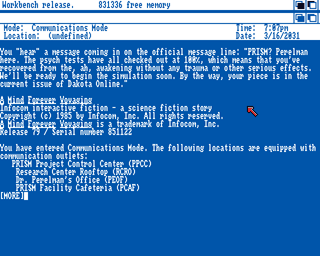 Workbench release.     831336 free memory
Mode:  Communications Mode     Time:  7:07pm
Location:  (undefined)     Date:  3/16/2031
You "hear" a message coming in on the official message line: "PRISM? Perelman
here. The psych tests have all checked out at 100%, which means that you've
recovered from the, ah, awakening without any trauma or other serious effects.
We'll be ready to begin the simulation soon. By the way, your piece is in the
current issue of Dakota Online."
A Mind Forever Voyaging
Infocom interactive fiction - a science fiction story
Copyright (c) 1985 by Infocom, Inc. All rights reserved.
A Mind Forever Voyaging is a trademark of Infocom, Inc.
Release 79 / Serial number 851122
You have entered Communications Mode. The following locations are equipped with
communication outlets:
PRISM Project Control Center (PPCC)
Research Center Rooftop (RCRO)
Dr. Perelman's Office (PEOF)
PRISM Facility Cafeteria (PCAF)
[MORE]